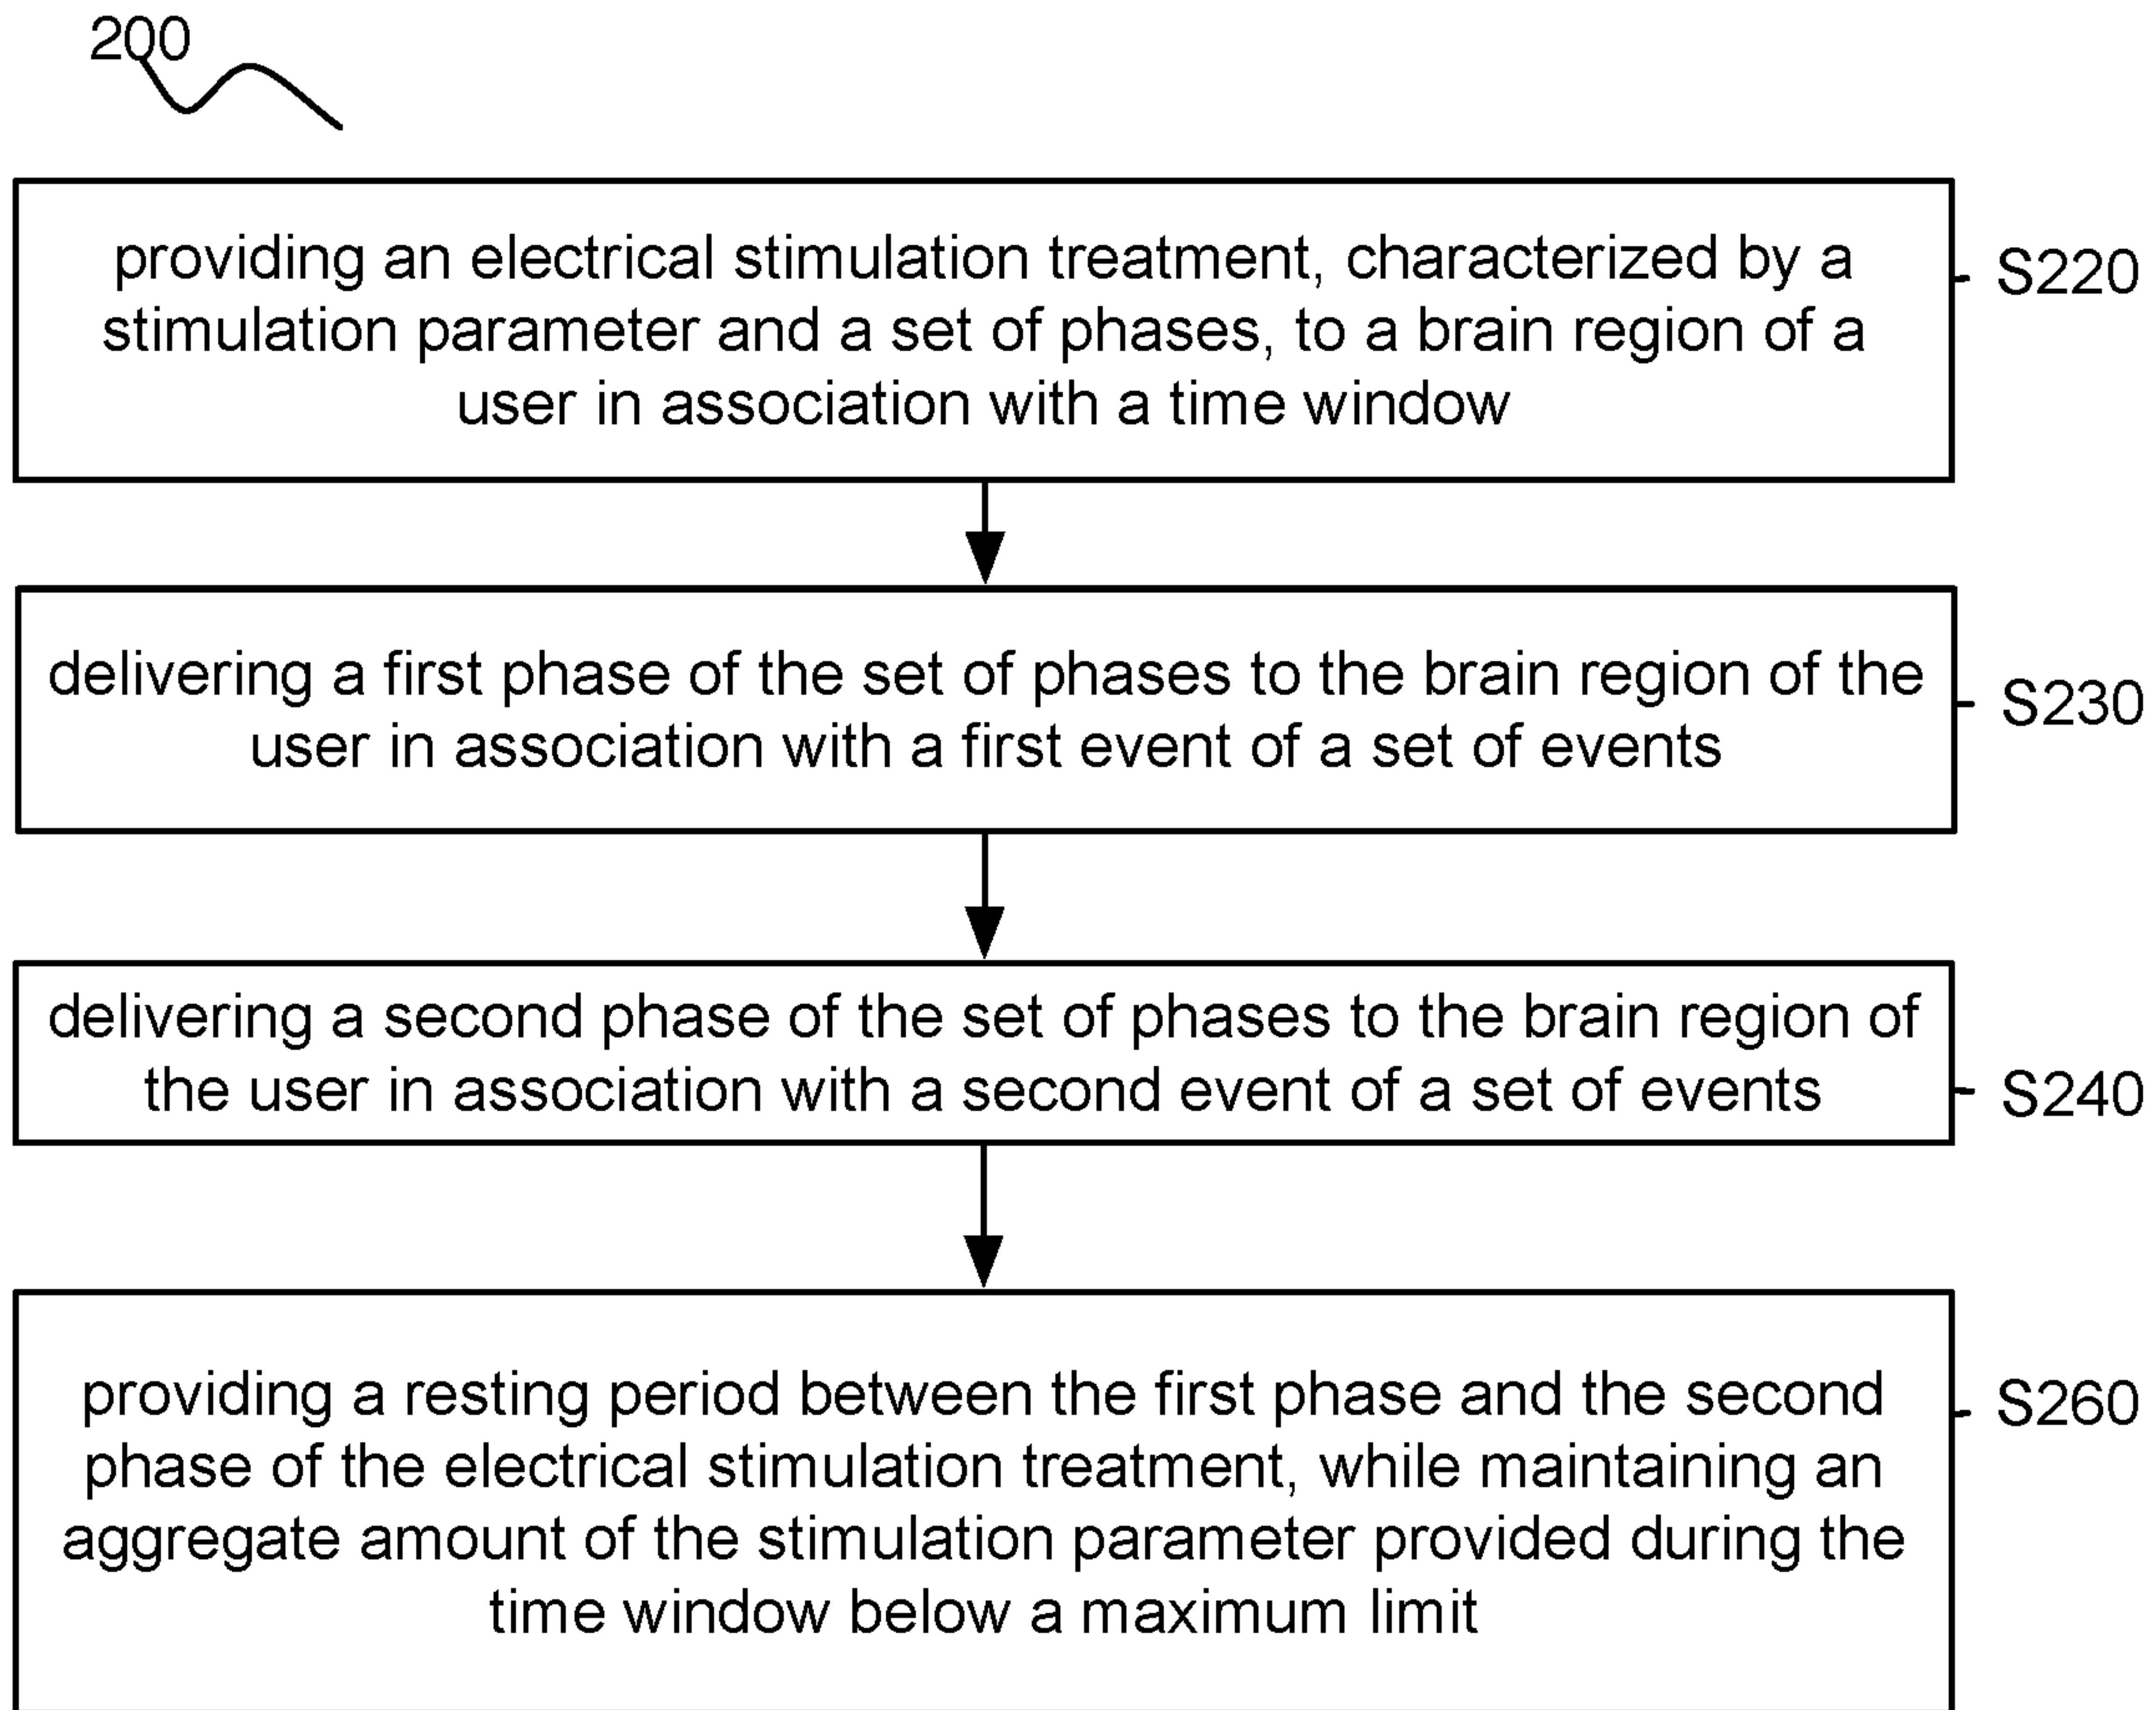 200
providing an electrical stimulation treatment, characterized by a
stimulation parameter and a set of phases, to a brain region of a
user in association with a time window
S220
delivering a first phase of the set of phases to the brain region of the
user in association with a first event of a set of events
S230
delivering a second phase of the set of phases to the brain region of
the user in association with a second event of a set of events
S240
providing a resting period between the first phase and the second
phase of the electrical stimulation treatment, while maintaining an
aggregate amount of the stimulation parameter provided during the
time window below a maximum limit
S260